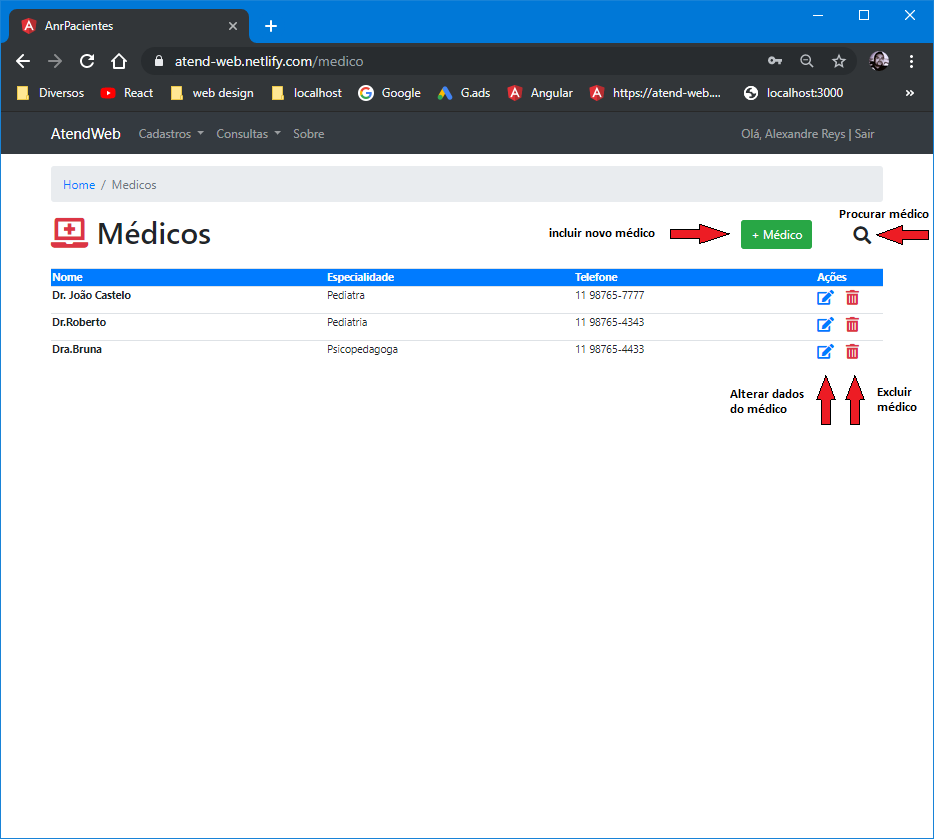 AnrPacientes
atend-web.netlify.com/medico
Diversos React web design localhost Google G.ads Angular https://atend-web.... localhost:3000 »
AtendWeb Cadastros Consultas Sobre Olá, Alexandre Reys | Sair
Home / Medicos
Procurar médico
Médicos incluir novo médico + Médico
Nome Especialidade Telefone Ações
Dr. João Castelo Pediatra 11 98765-7777
Dr.Roberto Pediatria 11 98765-4343
Dra.Bruna Psicopedagoga 11 98765-4433
Alterar dados
do médico
Excluir
médico